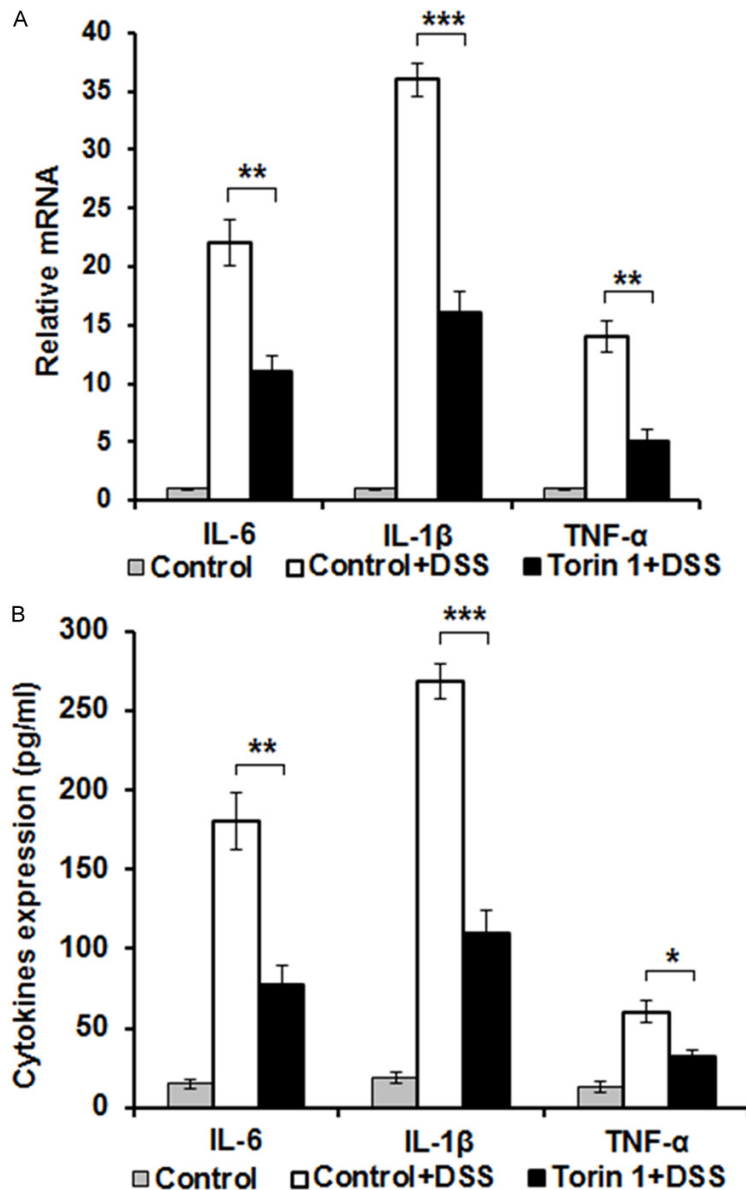 A
Relative mRNA
40
35
30
25
20
15
10
5
0
***
**
**
IL-6 IL-1β TNF-α
Control Control+DSS Torin 1+DSS
B
Cytokines expression (pg/ml)
300
250
200
150
100
50
0
***
**
*
IL-6 IL-1β TNF-α
Control Control+DSS Torin 1+DSS